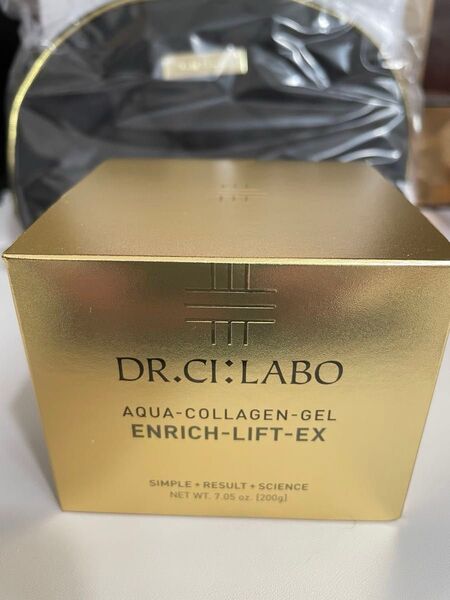 DR.CI:LABO
AQUA-COLLAGEN-GEL
ENRICH-LIFT-EX
SIMPLE + RESULT + SCIENCE
NET WT. 7.05 oz. [200g]